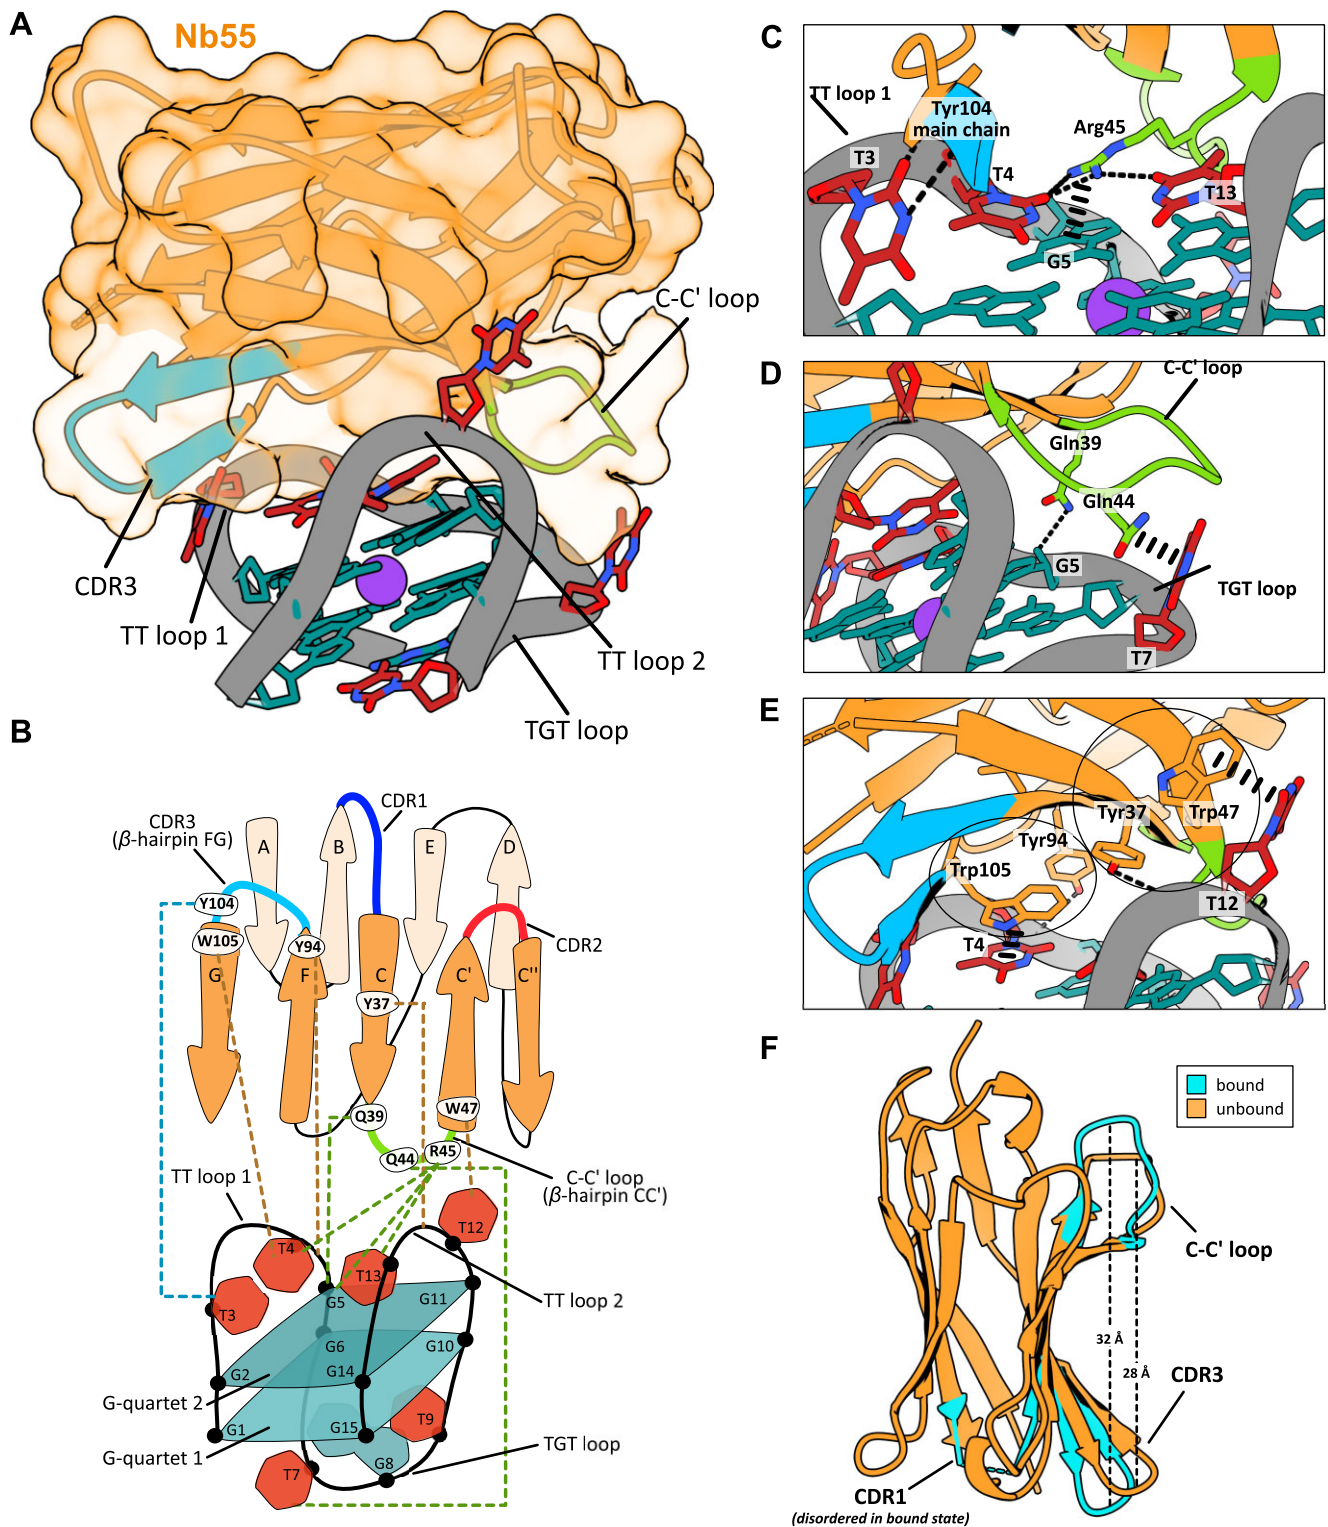 A
Nb55
C-C' loop
CDR3
TT loop 1
TT loop 2
TGT loop
B
CDR1
CDR3
(β-hairpin FG)
A
B
E
D
Y104
W105
Y94
CDR2
G
F
C
C'
C''
Y37
Q39
W47
Q44
R45
C-C' loop
(β-hairpin CC')
TT loop 1
T12
T4
T13
T3
G5
G11
TT loop 2
G6
G10
G2
G14
G-quartet 2
T9
G1
G15
G-quartet 1
G8
TGT loop
T7
C
TT loop 1
Tyr104
main chain
Arg45
T3
T4
T13
G5
D
C-C' loop
Gln39
Gln44
G5
TGT loop
T7
E
Tyr37
Trp47
Tyr94
Trp105
T12
T4
F
bound
unbound
C-C' loop
32 Å
28 Å
CDR3
CDR1
(disordered in bound state)